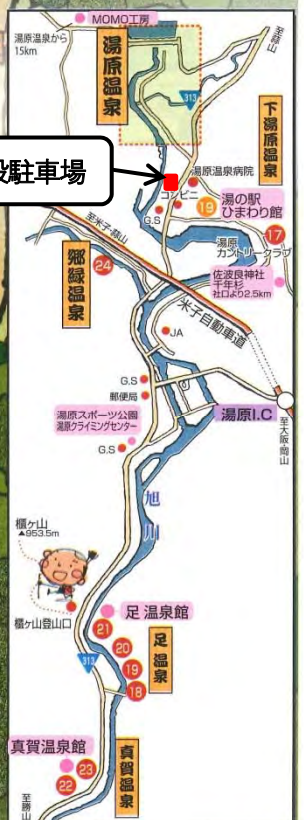 MOMO工房
湯原温泉から
15km
至蒜山
湯原温泉
313
下湯原温泉
設駐車場
湯原温泉病院
コンビニ
G.S
19
湯の駅
ひまわり館
17
湯原
カントリークラブ
至米子・蒜山
24
郷緑温泉
佐波良神社
千年杉
社口より2.5km
米子自動車道
JA
G.S
郵便局
湯原I.C
至大阪・岡山
湯原スポーツ公園
湯原クライミングセンター
G.S
旭川
櫃ヶ山
▲953.5m
櫃ヶ山登山口
足温泉館
21
20
19
18
足温泉
313
真賀温泉館
23
22
真賀温泉
至勝山